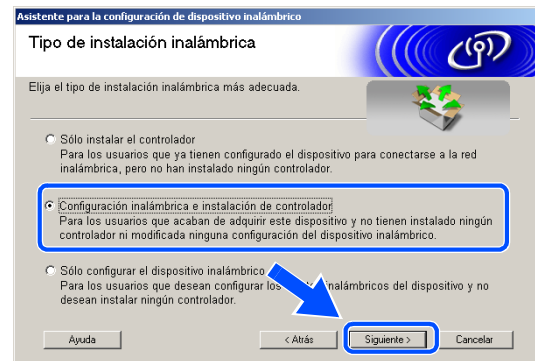 Asistente para la configuración de dispositivo inalámbrico
Tipo de instalación inalámbrica
Elija el tipo de instalación inalámbrica más adecuada.
Sólo instalar el controlador
Para los usuarios que ya tienen configurado el dispositivo para conectarse a la red
inalámbrica, pero no han instalado ningún controlador.
Configuración inalámbrica e instalación de controlador
Para los usuarios que acaban de adquirir este dispositivo y no tienen instalado ningún
controlador ni modificada ninguna configuración del dispositivo inalámbrico.
Sólo configurar el dispositivo inalámbrico
Para los usuarios que desean configurar los inalámbricos del dispositivo y no
desean instalar ningún controlador.
Ayuda
< Atrás
Siguiente >
Cancelar